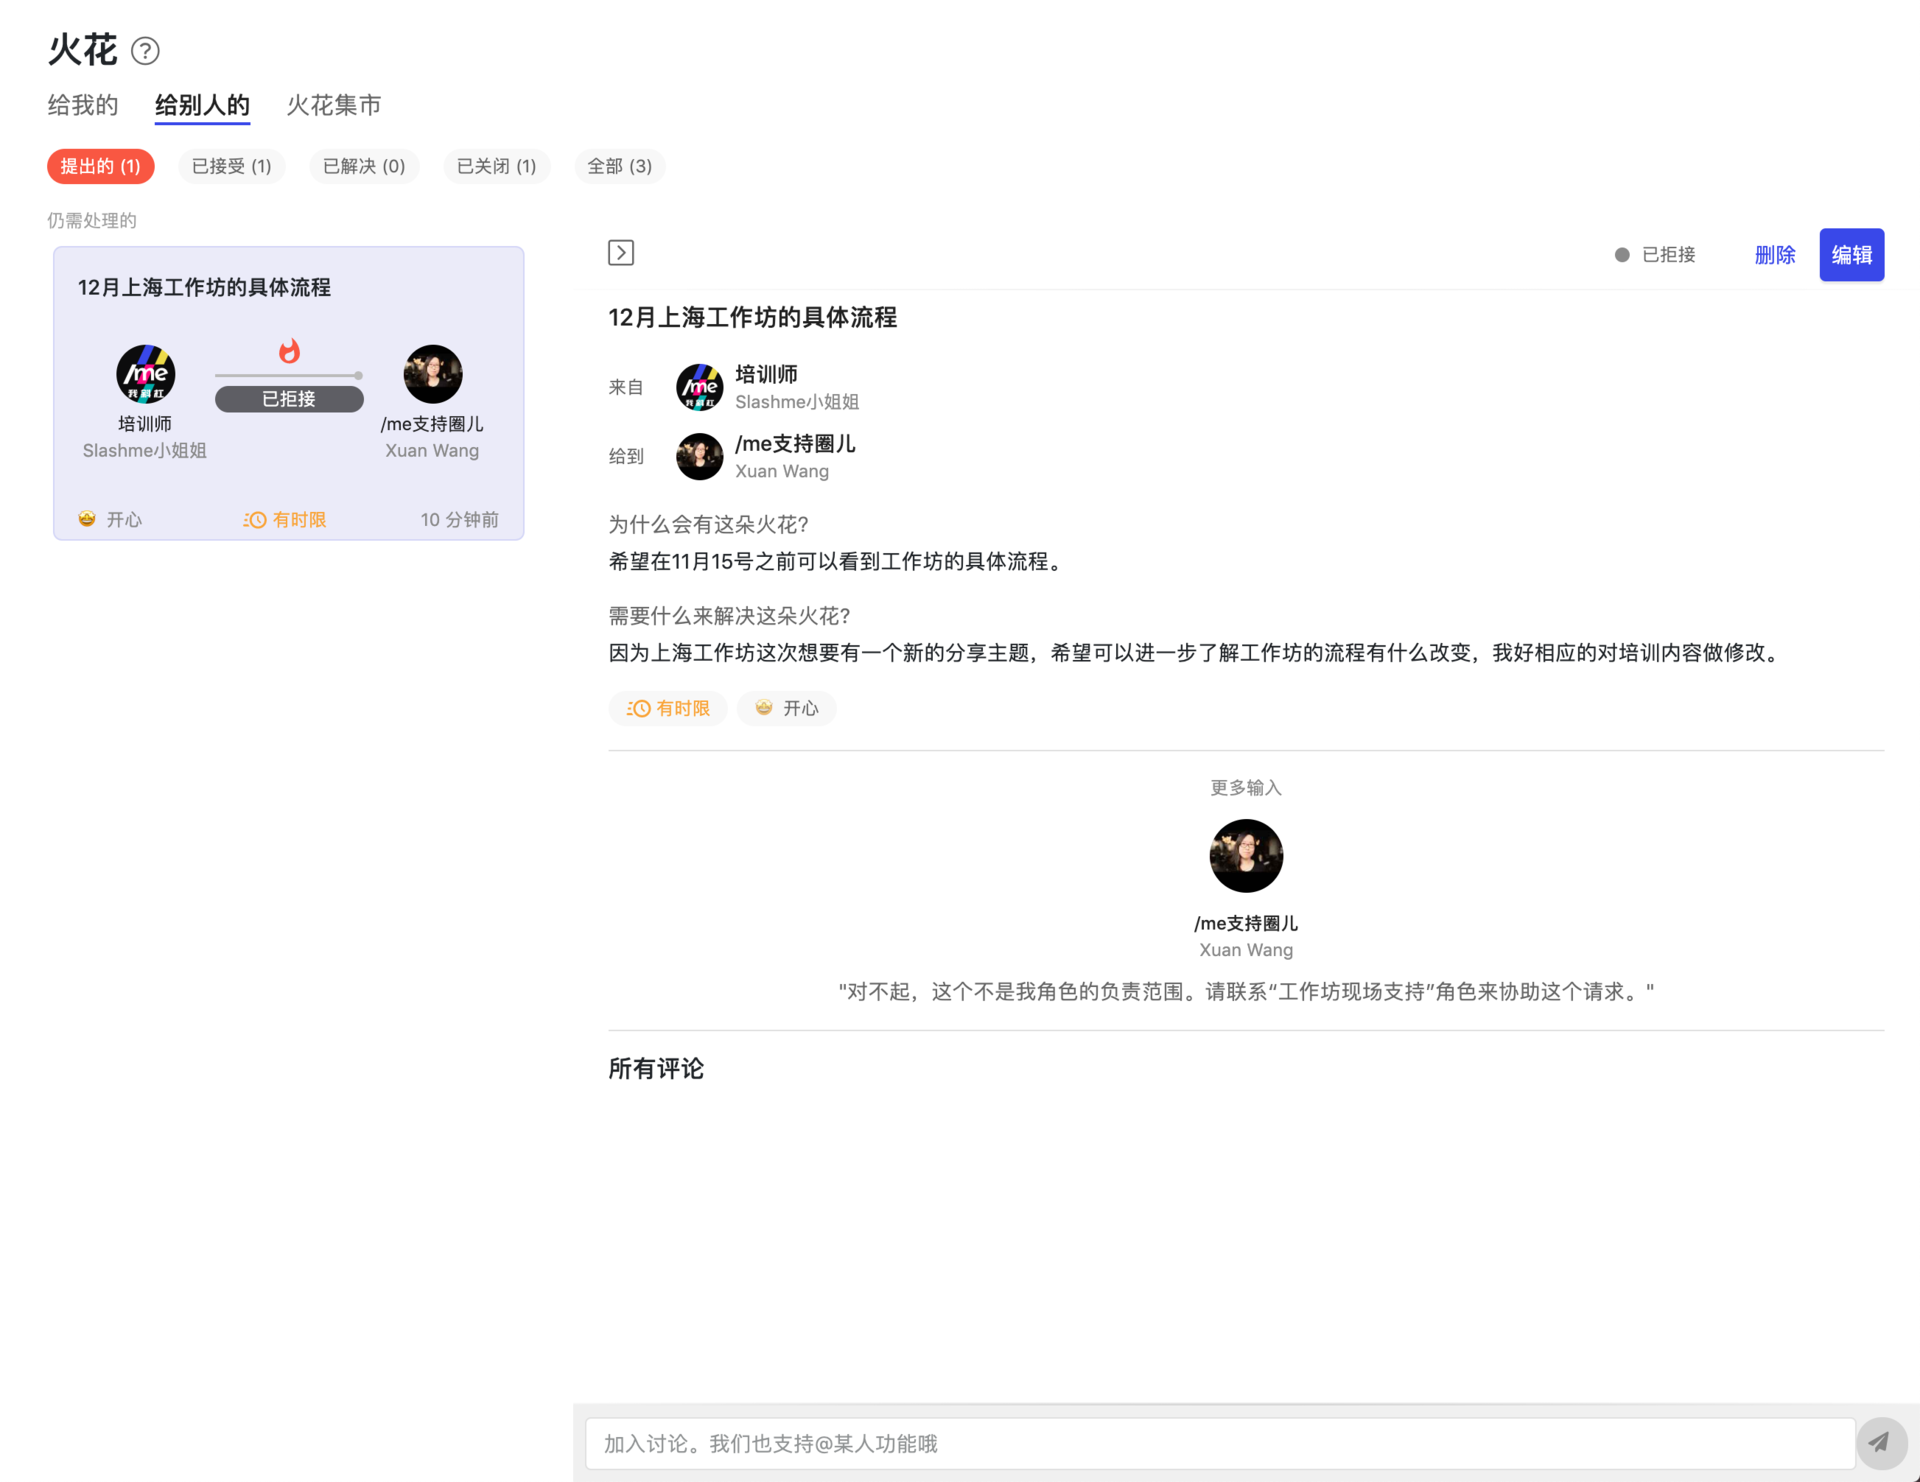 火花 ?
给我的 给别人的 火花集市
提出的 (1) 已接受 (1) 已解决 (0) 已关闭 (1) 全部 (3)
仍需处理的
12月上海工作坊的具体流程
/me
我斜杠
已拒接
培训师
Slashme小姐姐
/me支持圈儿
Xuan Wang
开心 有时限 10 分钟前
已拒接 删除 编辑
12月上海工作坊的具体流程
来自
/me
我斜杠
培训师
Slashme小姐姐
给到
/me支持圈儿
Xuan Wang
为什么会有这朵火花?
希望在11月15号之前可以看到工作坊的具体流程。
需要什么来解决这朵火花?
因为上海工作坊这次想要有一个新的分享主题，希望可以进一步了解工作坊的流程有什么改变，我好相应的对培训内容做修改。
有时限 开心
更多输入
/me支持圈儿
Xuan Wang
"对不起，这个不是我角色的负责范围。请联系“工作坊现场支持”角色来协助这个请求。"
所有评论
加入讨论。我们也支持@某人功能哦